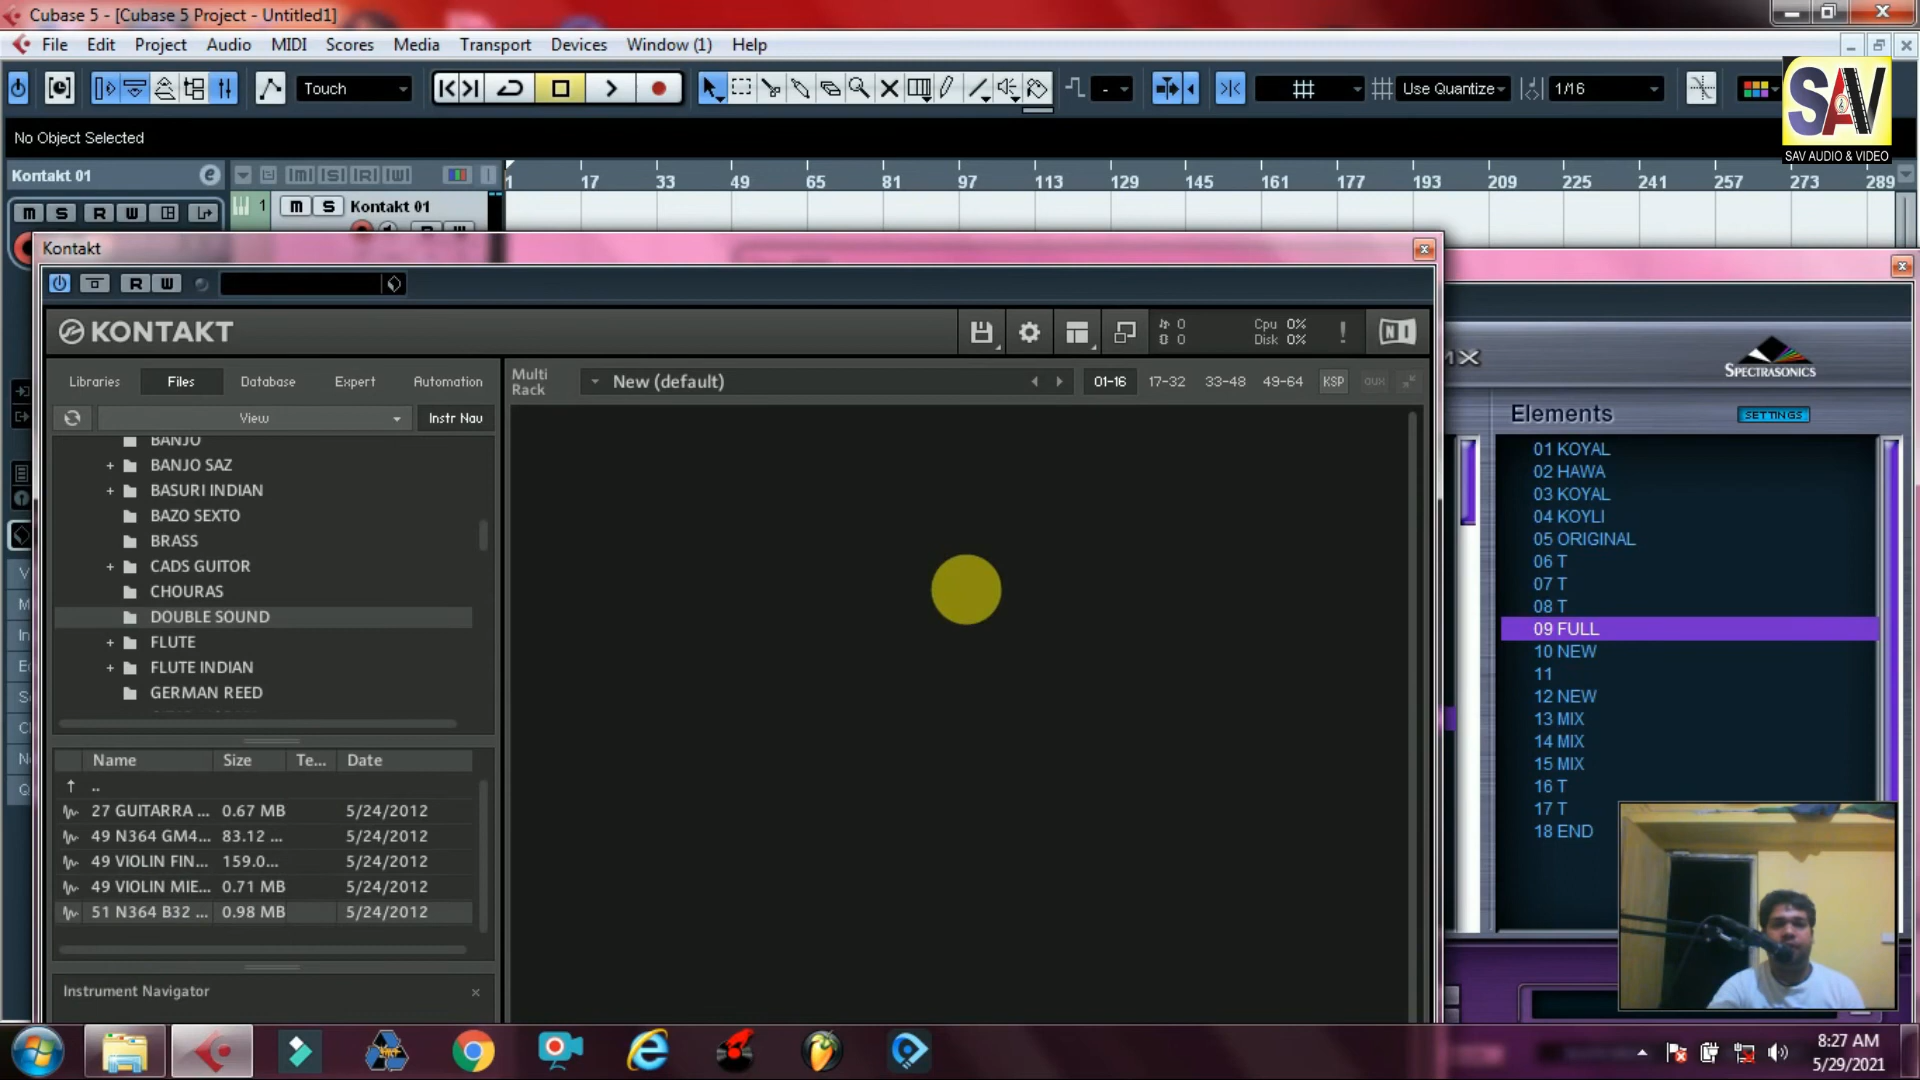 Cubase 5 - [Cubase 5 Project - Untitled1]
File Edit Project Audio MIDI Scores Media Transport Devices Window (1) Help
Touch
-
Use Quantize
1/16
SAV
SAV AUDIO & VIDEO
No Object Selected
Kontakt 01
M S R W
1 M S Kontakt 01
1 17 33 49 65 81 97 113 129 145 161 177 193 209 225 241 257 273 289
Kontakt
R W
KONTAKT
0
0
Cpu 0%
Disk 0%
!
NI
Libraries Files Database Expert Automation
View
Instr Nav
Multi Rack
New (default)
01-16 17-32 33-48 49-64 KSP AUX
BANJO
+ BANJO SAZ
+ BASURI INDIAN
BAZO SEXTO
BRASS
+ CADS GUITOR
CHOURAS
DOUBLE SOUND
+ FLUTE
+ FLUTE INDIAN
GERMAN REED
Name Size Te... Date
..
27 GUITARRA ... 0.67 MB 5/24/2012
49 N364 GM4... 83.12 ... 5/24/2012
49 VIOLIN FIN... 159.0... 5/24/2012
49 VIOLIN MIE... 0.71 MB 5/24/2012
51 N364 B32 ... 0.98 MB 5/24/2012
Instrument Navigator
SPECTRASONICS
Elements
SETTINGS
01 KOYAL
02 HAWA
03 KOYAL
04 KOYLI
05 ORIGINAL
06 T
07 T
08 T
09 FULL
10 NEW
11
12 NEW
13 MIX
14 MIX
15 MIX
16 T
17 T
18 END
8:27 AM
5/29/2021